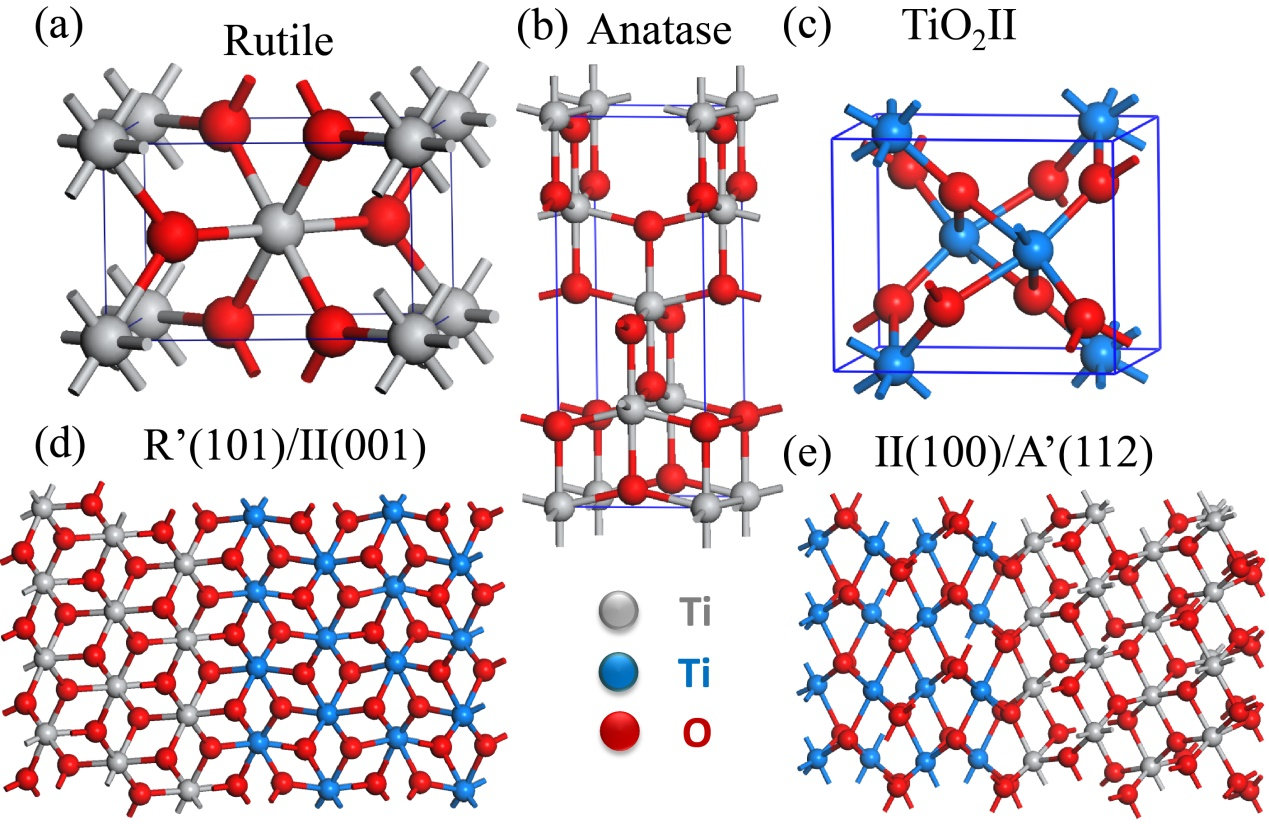 (a)
Rutile
(b) Anatase
(c) TiO₂II
(d) R’(101)/II(001)
(e) II(100)/A’(112)
Ti
Ti
O